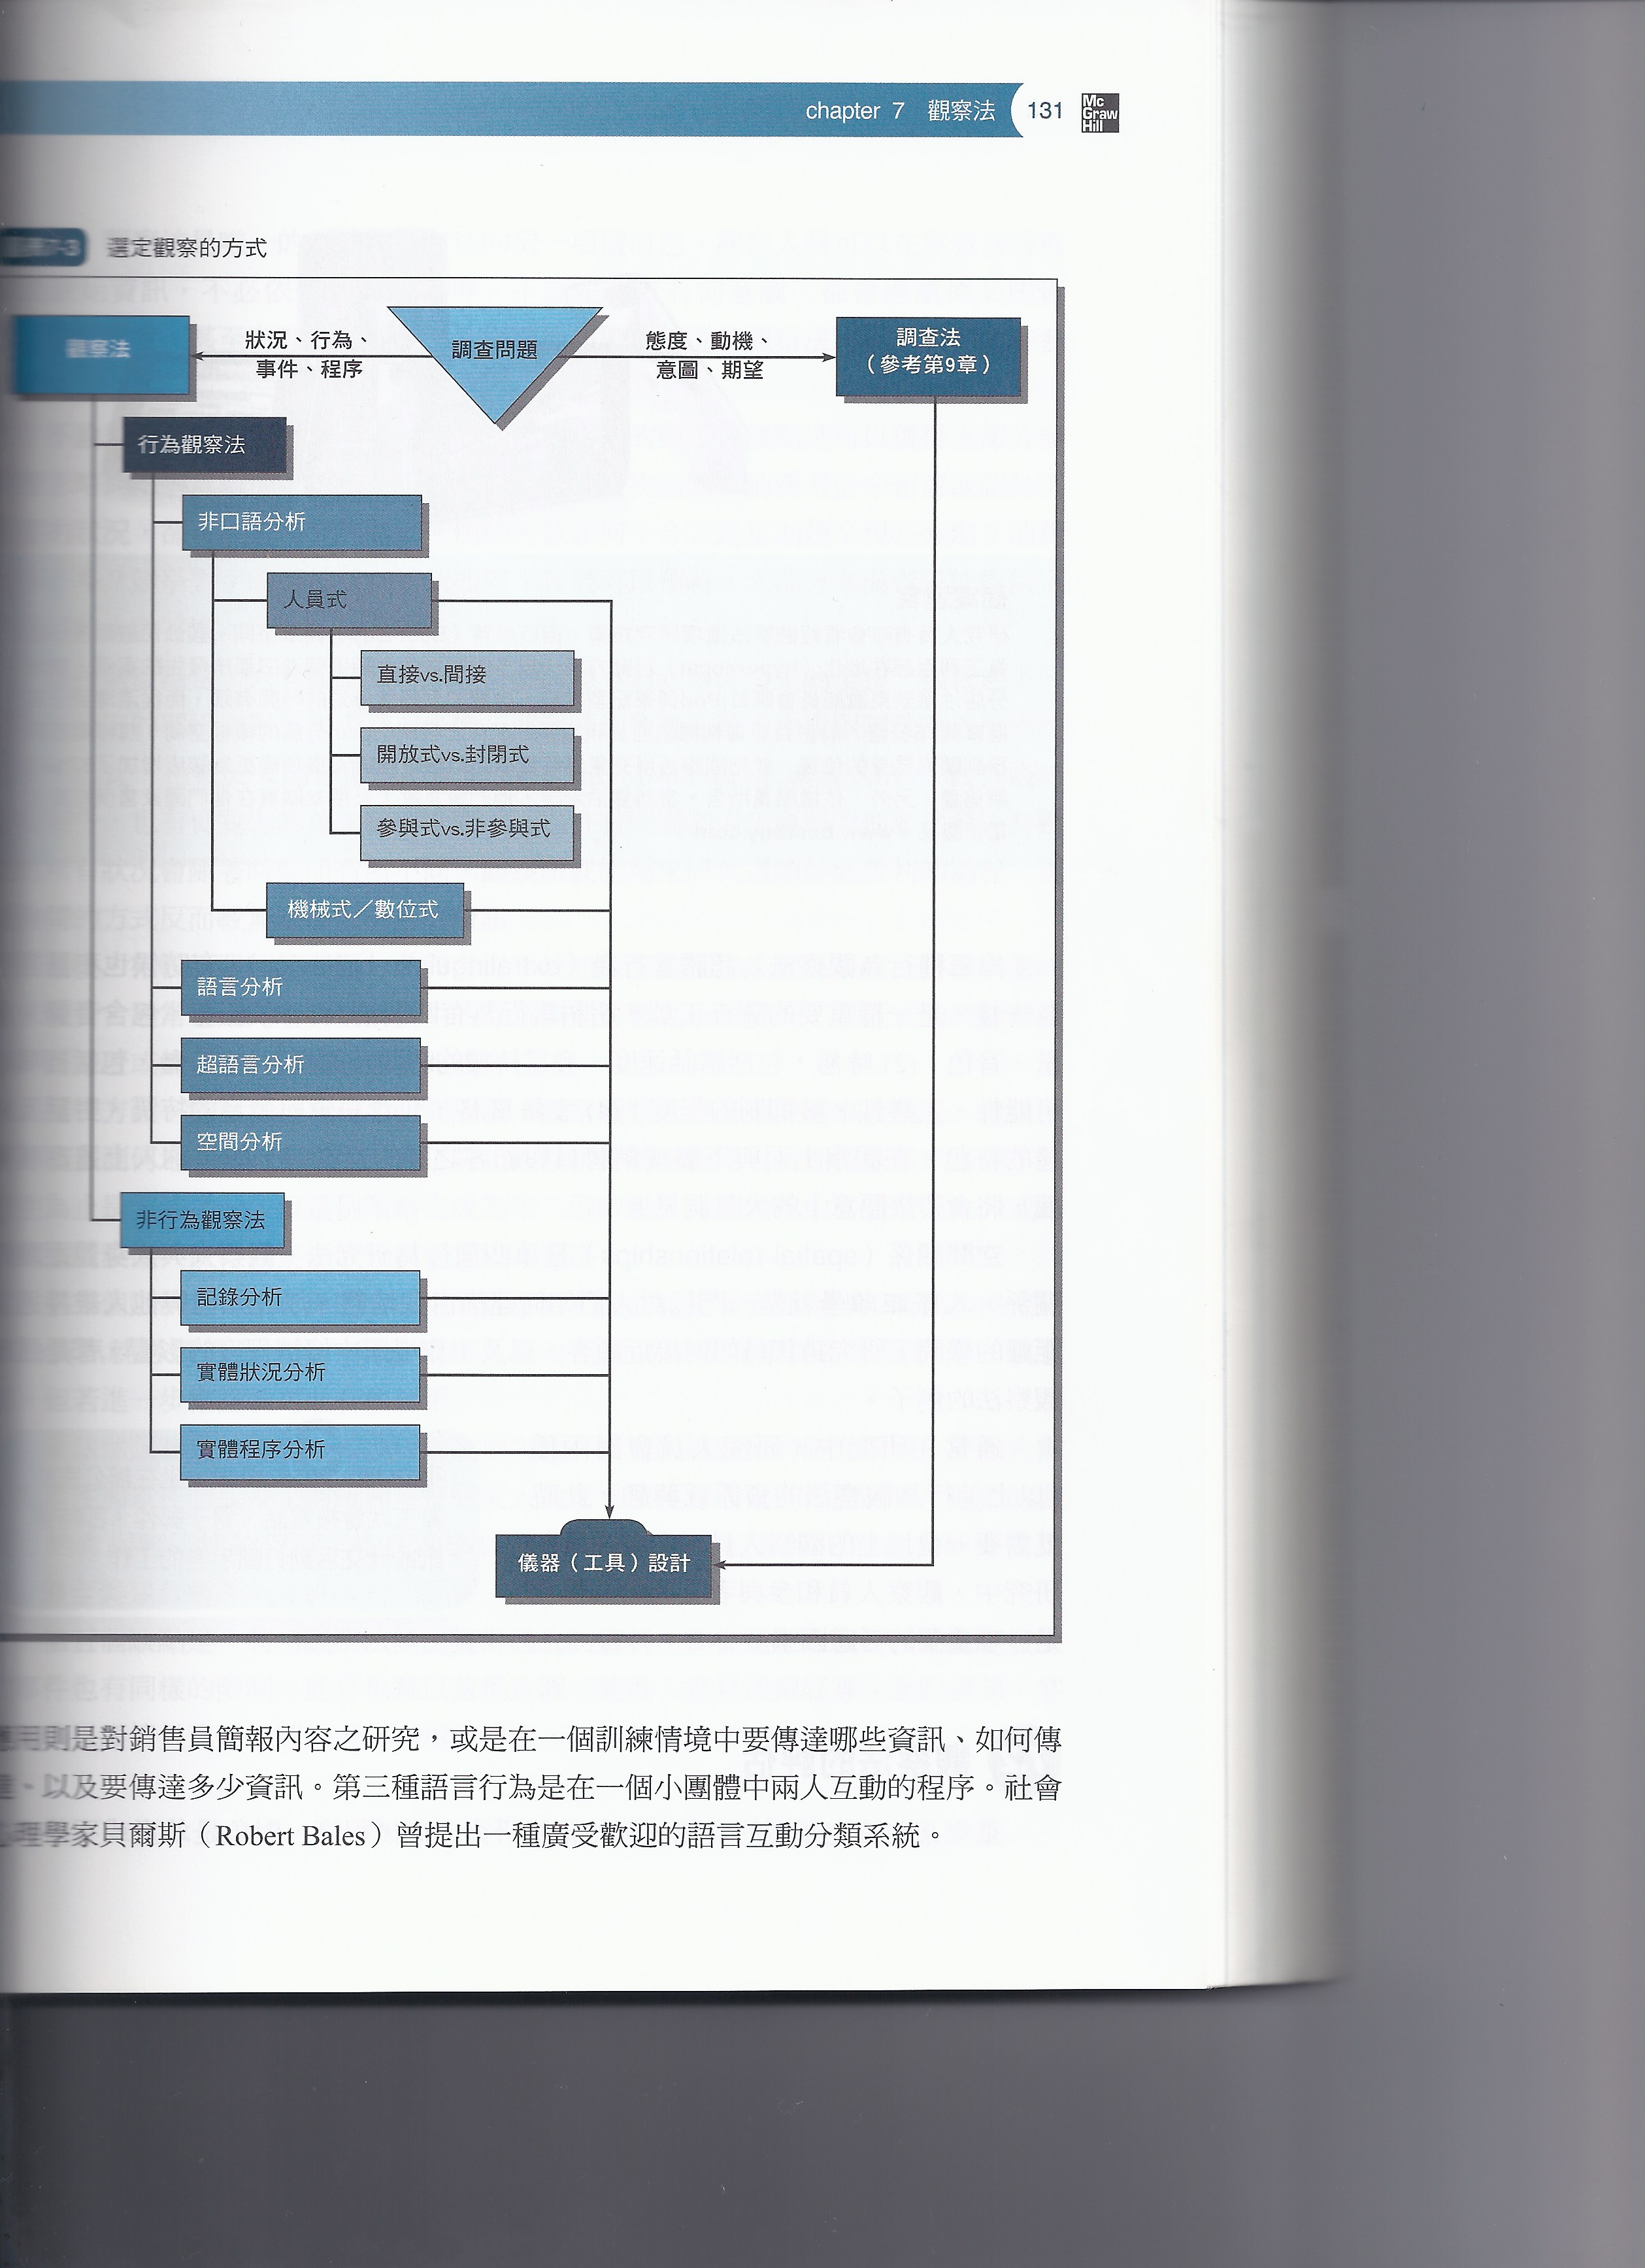 chapter 7 觀察法 131
Mc
Graw
Hill
7-3 選定觀察的方式
觀察法
狀況、行為、
事件、程序
調查問題
態度、動機、
意圖、期望
調查法
（參考第9章）
行為觀察法
非口語分析
人員式
直接vs.間接
開放式vs.封閉式
參與式vs.非參與式
機械式／數位式
語言分析
超語言分析
空間分析
非行為觀察法
記錄分析
實體狀況分析
實體程序分析
儀器（工具）設計
用則是對銷售員簡報內容之研究，或是在一個訓練情境中要傳達哪些資訊、如何傳
、以及要傳達多少資訊。第三種語言行為是在一個小團體中兩人互動的程序。社會
理學家貝爾斯（Robert Bales）曾提出一種廣受歡迎的語言互動分類系統。